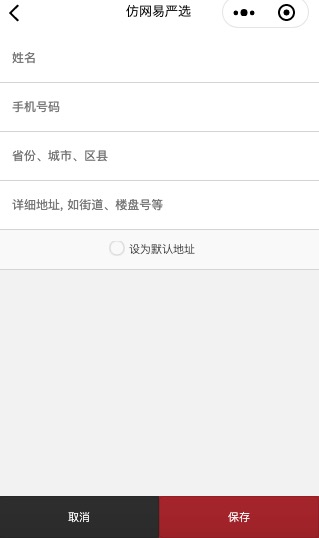 仿网易严选
姓名
手机号码
省份、城市、区县
详细地址, 如街道、楼盘号等
设为默认地址
取消
保存